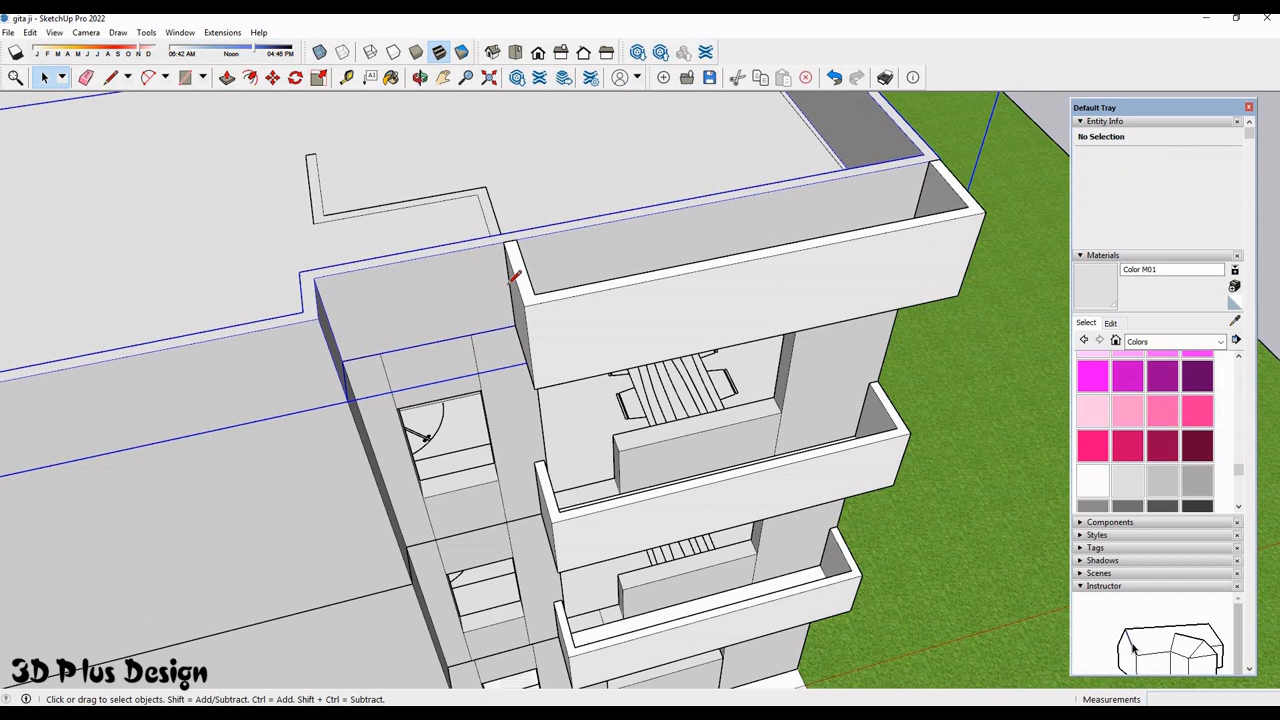 gita ji - SketchUp Pro 2022
File Edit View Camera Draw Tools Window Extensions Help
J F M A M J J A S O N D 06:42 AM Noon 04:46 PM
Default Tray
Entity Info
No Selection
Materials
Color M01
Select Edit
Colors
Components
Styles
Tags
Shadows
Scenes
Instructor
3D Plus Design
Click or drag to select objects. Shift = Add/Subtract. Ctrl = Add. Shift + Ctrl = Subtract.
Measurements